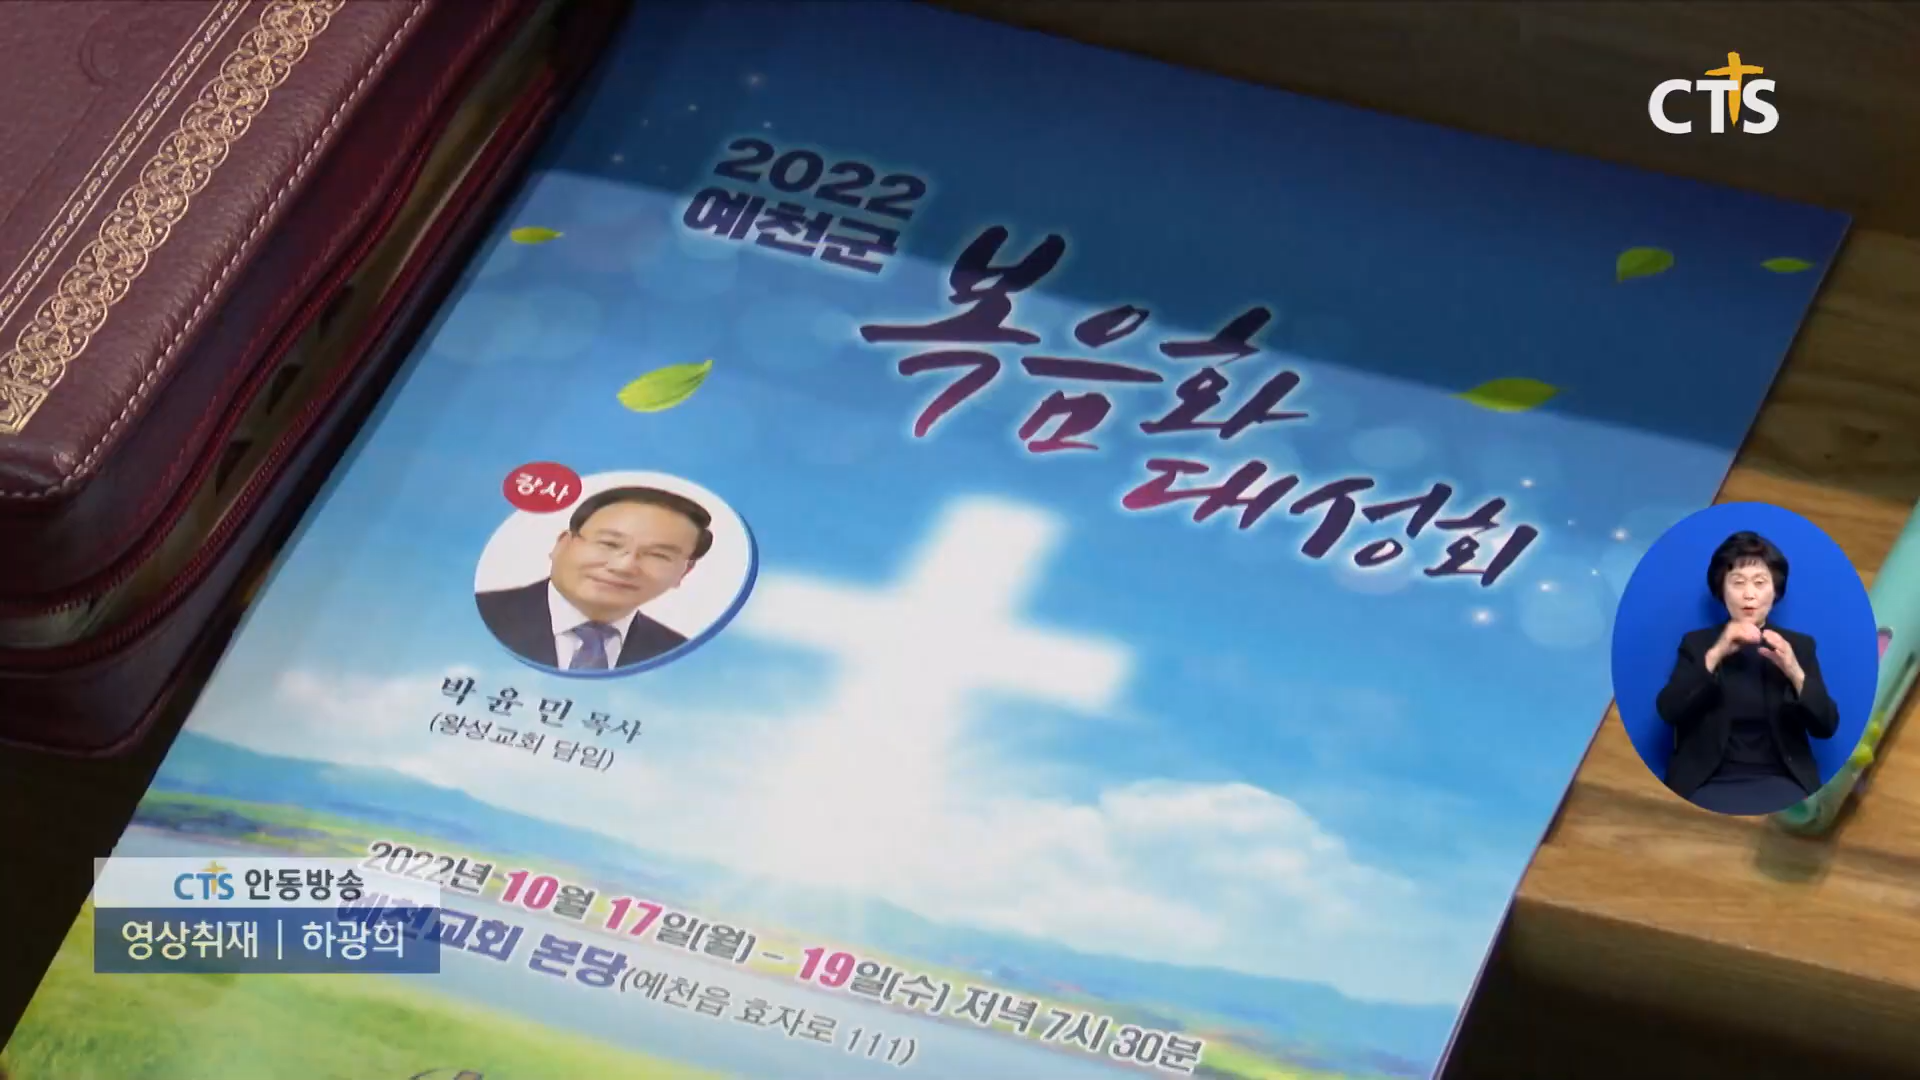 CTS
2022
예천군
복음화
대성회
강사
박윤민 목사
(왕성교회 담임)
2022년 10월 17일(월) - 19일(수) 저녁 7시 30분
예천교회 본당(예천읍 효자로 111)
CTS 안동방송
영상취재 | 하광의